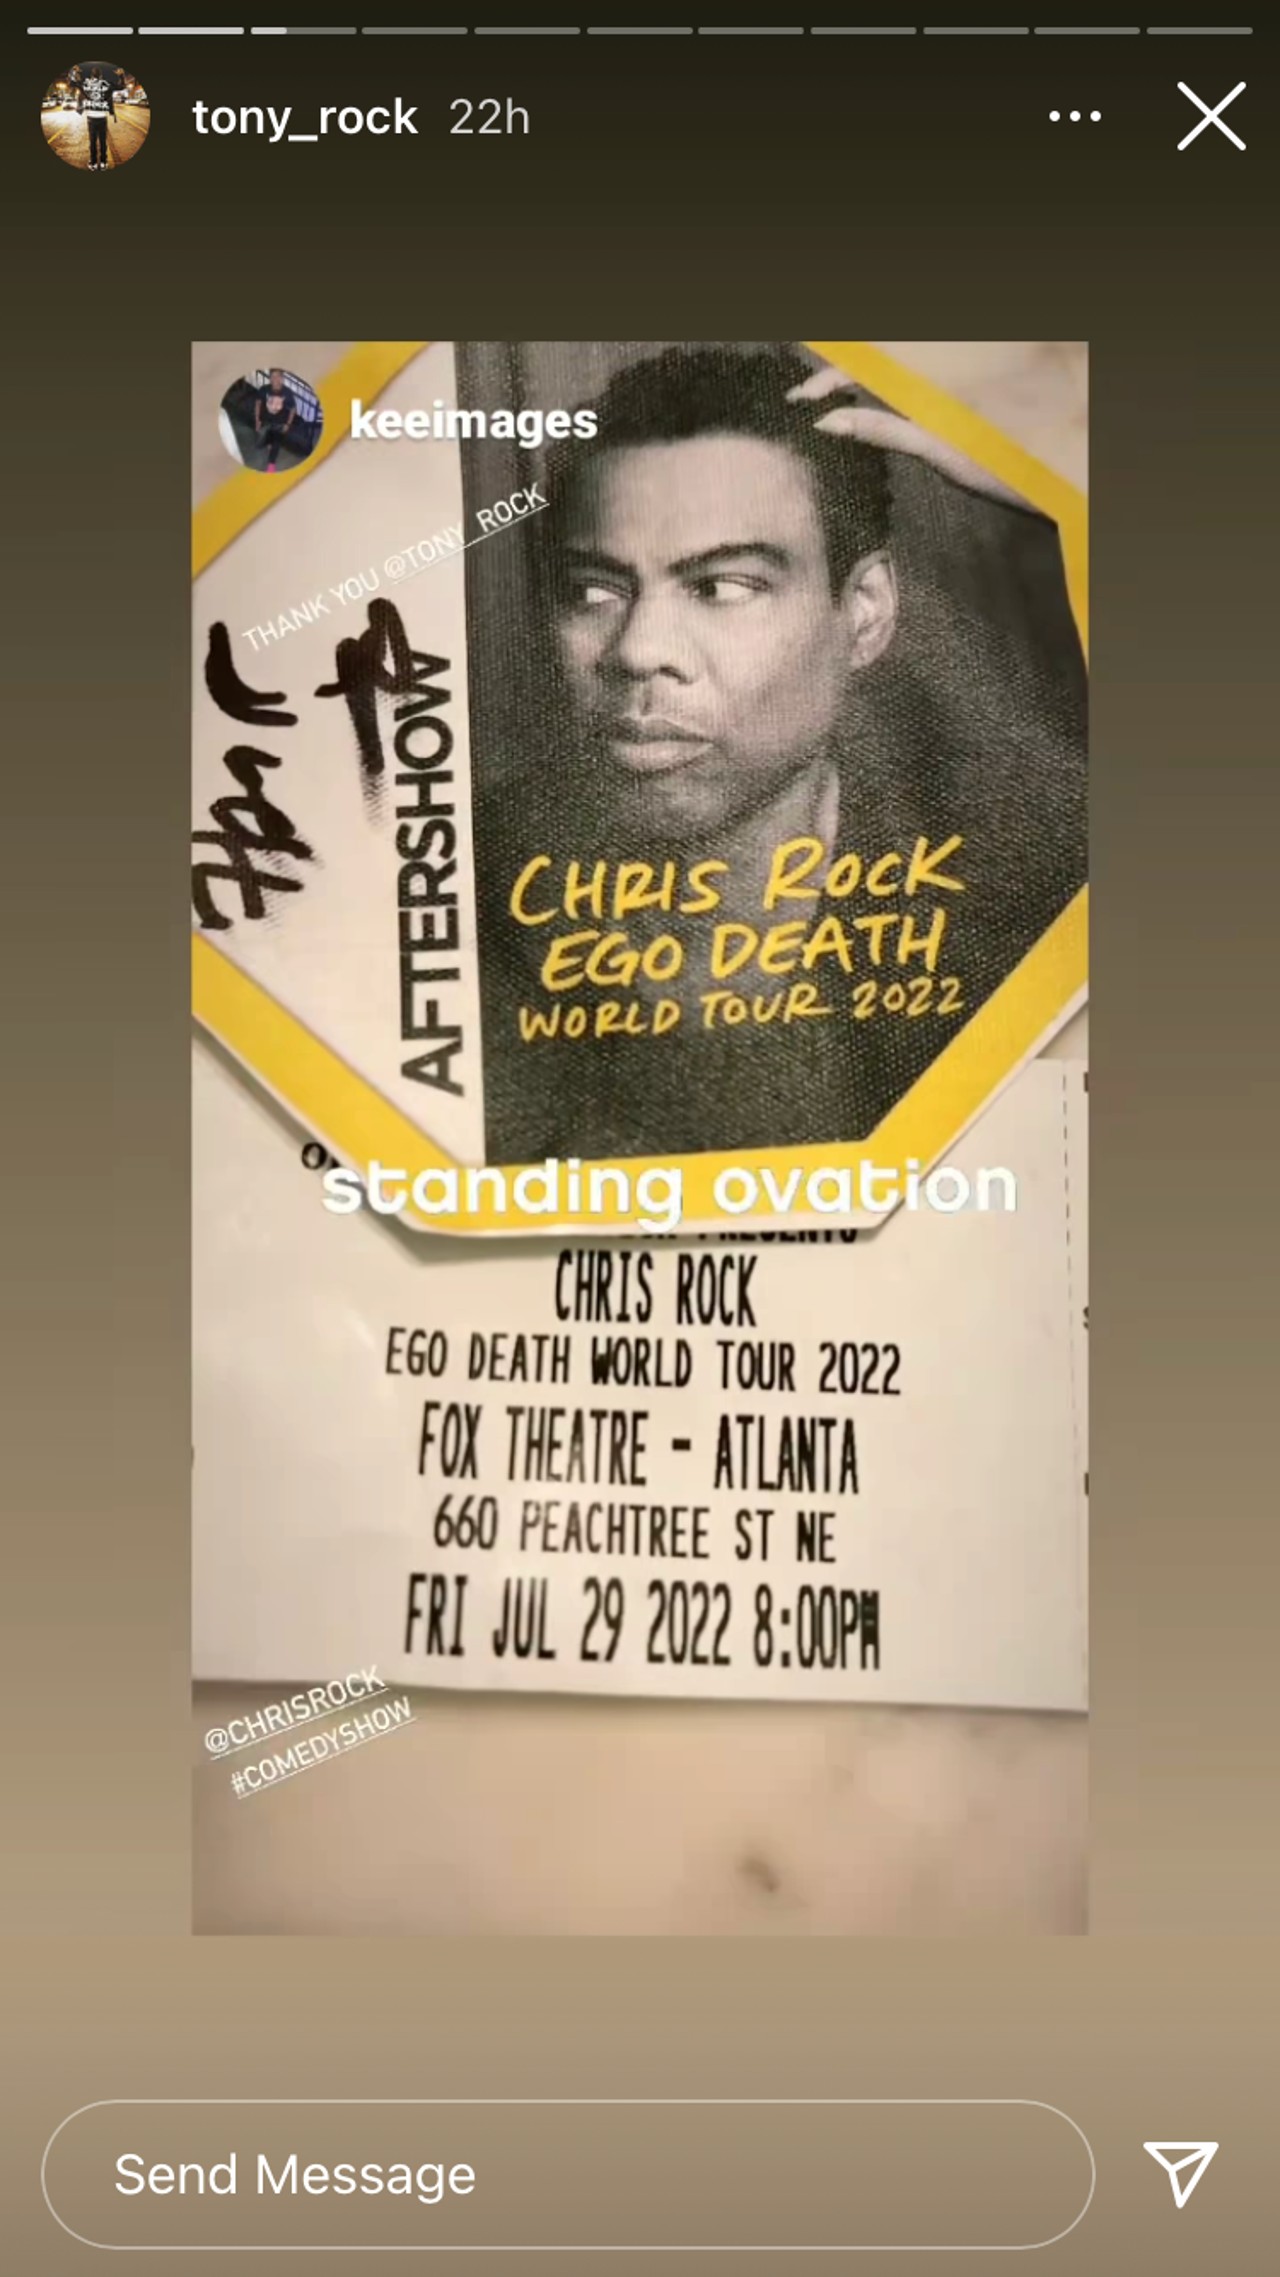 tony_rock 22h
keeimages
THANK YOU @TONY_ROCK
AFTERSHOW
CHRIS ROCK
EGO DEATH
WORLD TOUR 2022
standing ovation
CHRIS ROCK
EGO DEATH WORLD TOUR 2022
FOX THEATRE - ATLANTA
660 PEACHTREE ST NE
FRI JUL 29 2022 8:00PM
@CHRISROCK
#COMEDYSHOW
Send Message